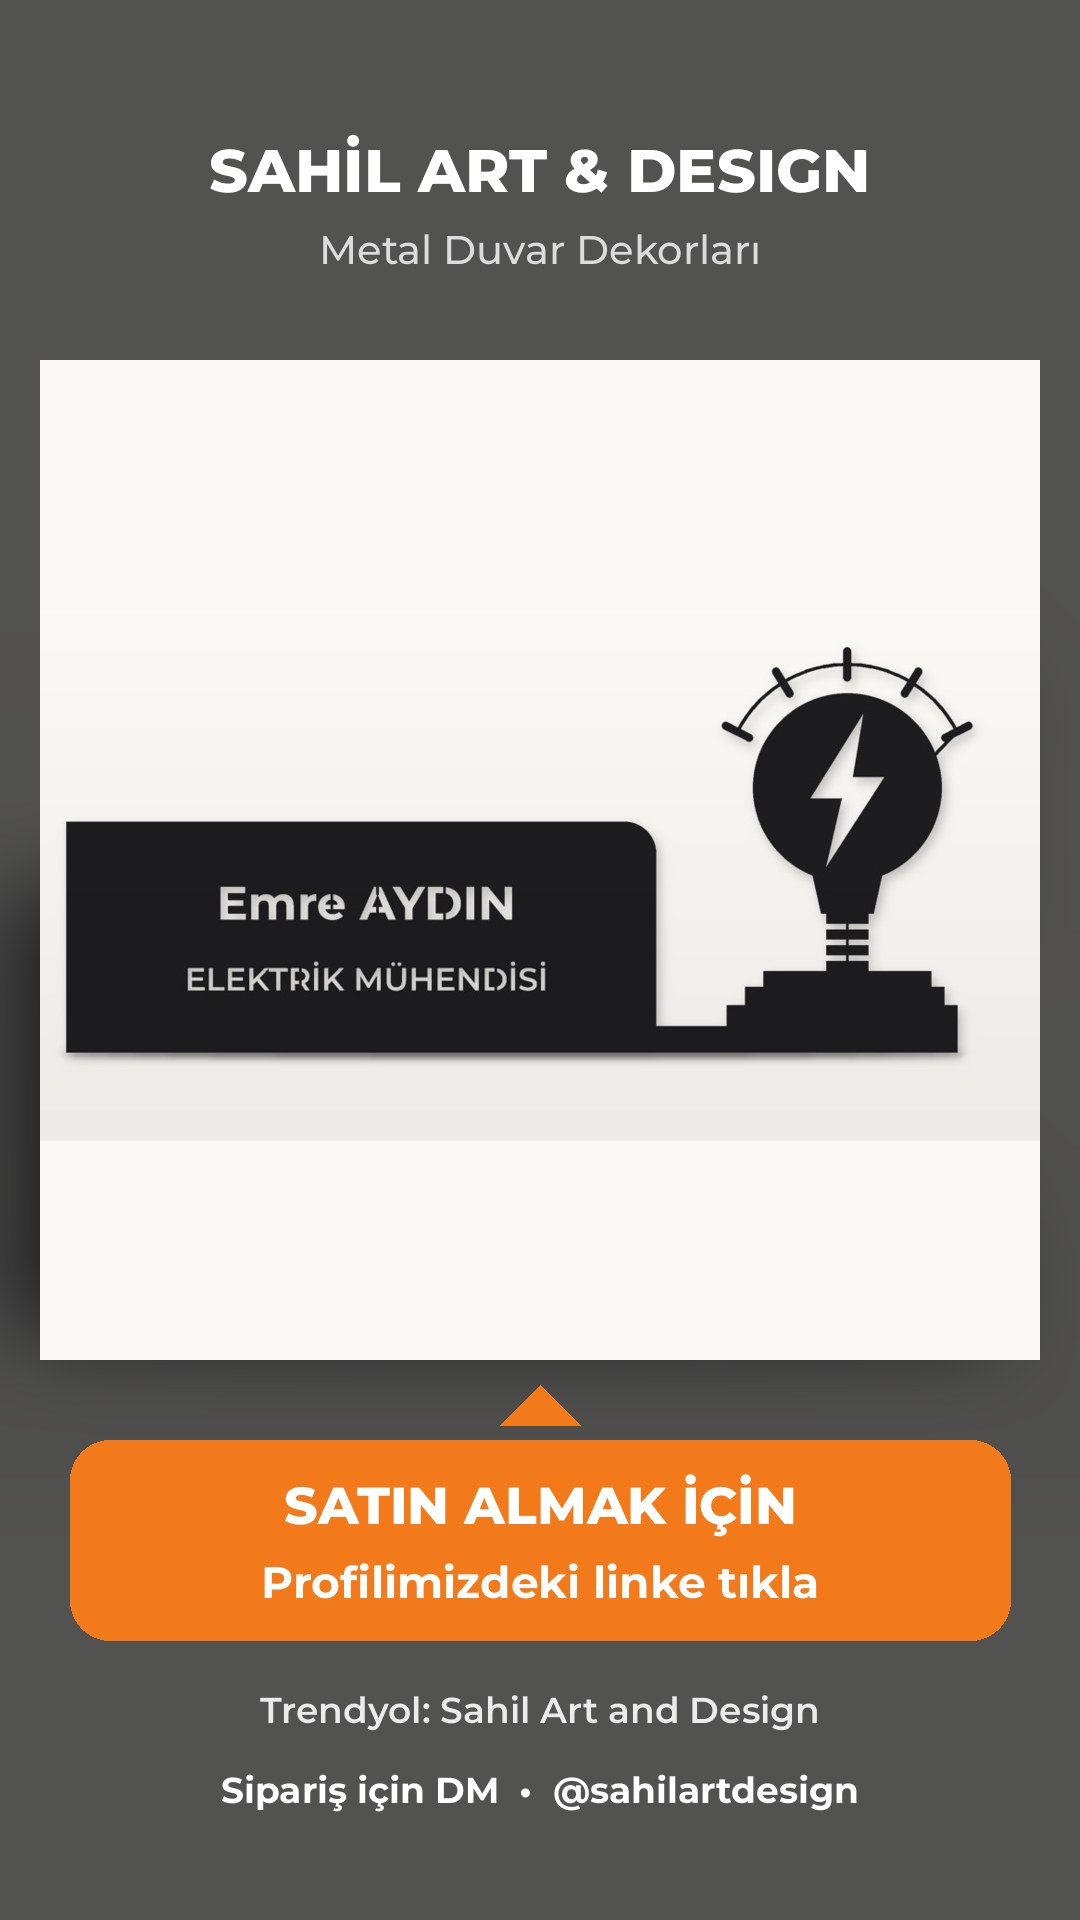 SAHİL ART & DESIGN
Metal Duvar Dekorları
Emre AYDIN
ELEKTRİK MÜHENDİSİ
SATIN ALMAK İÇİN
Profilimizdeki linke tıkla
Trendyol: Sahil Art and Design
Sipariş için DM • @sahilartdesign